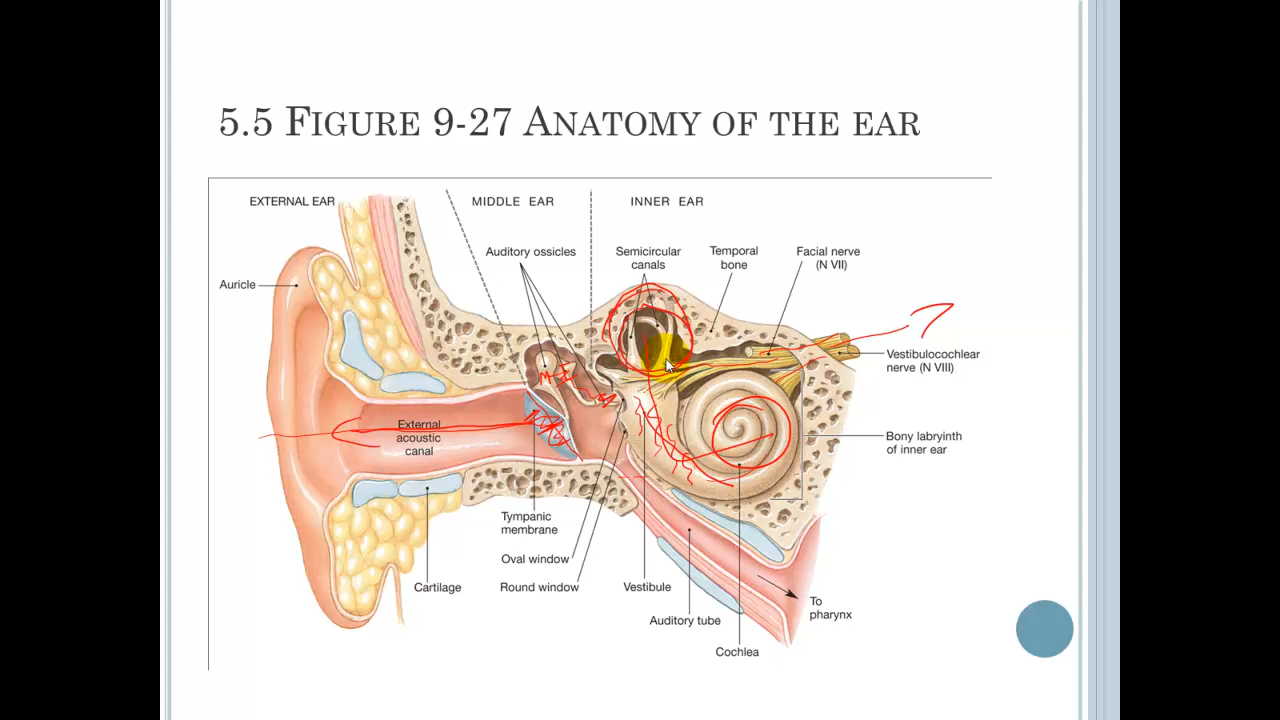 5.5 Figure 9-27 Anatomy of the ear
EXTERNAL EAR
MIDDLE EAR
INNER EAR
Auditory ossicles
Semicircular
canals
Temporal
bone
Facial nerve
(N VII)
Auricle
Vestibulocochlear
nerve (N VIII)
External
acoustic
canal
Bony labyrinth
of inner ear
Tympanic
membrane
Oval window
Round window
Cartilage
Vestibule
Auditory tube
To
pharynx
Cochlea